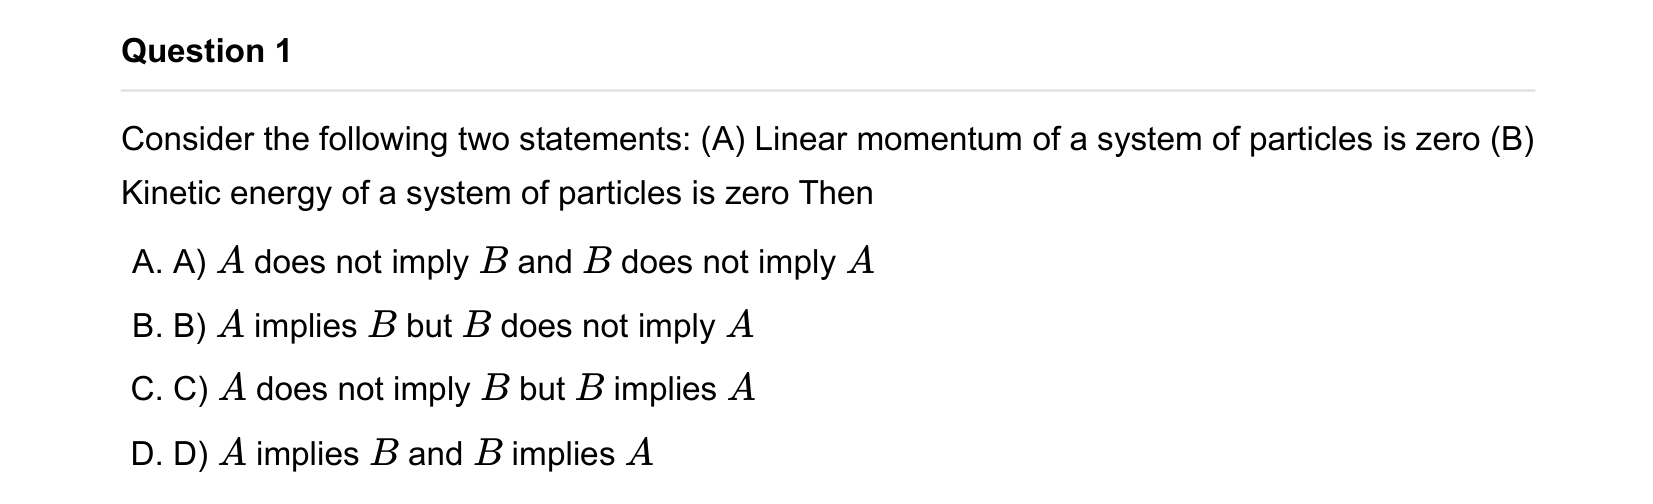 Question 1
Consider the following two statements: (A) Linear momentum of a system of particles is zero (B)
Kinetic energy of a system of particles is zero Then
A. A) A does not imply B and B does not imply A
B. B) A implies B but B does not imply A
C. C) A does not imply B but B implies A
D. D) A implies B and B implies A